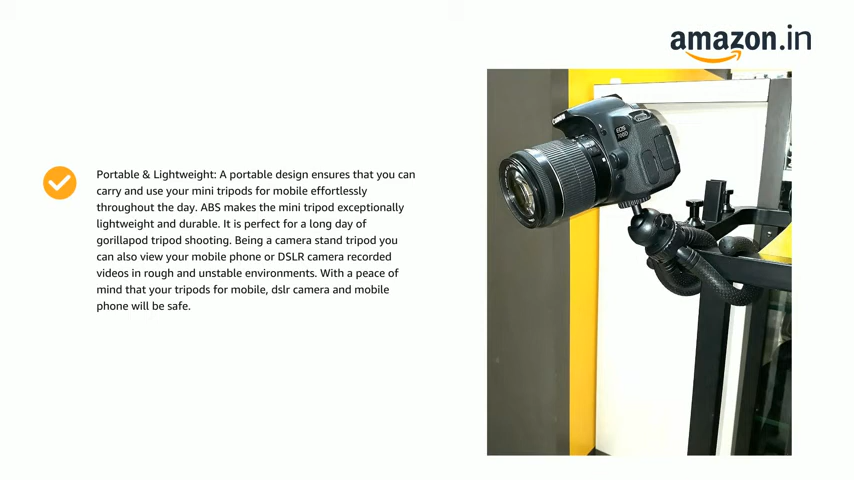 amazon.in
Portable & Lightweight: A portable design ensures that you can
carry and use your mini tripods for mobile effortlessly
throughout the day. ABS makes the mini tripod exceptionally
lightweight and durable. It is perfect for a long day of
gorillapod tripod shooting. Being a camera stand tripod you
can also view your mobile phone or DSLR camera recorded
videos in rough and unstable environments. With a peace of
mind that your tripods for mobile, dslr camera and mobile
phone will be safe.
Canon
EOS
700D